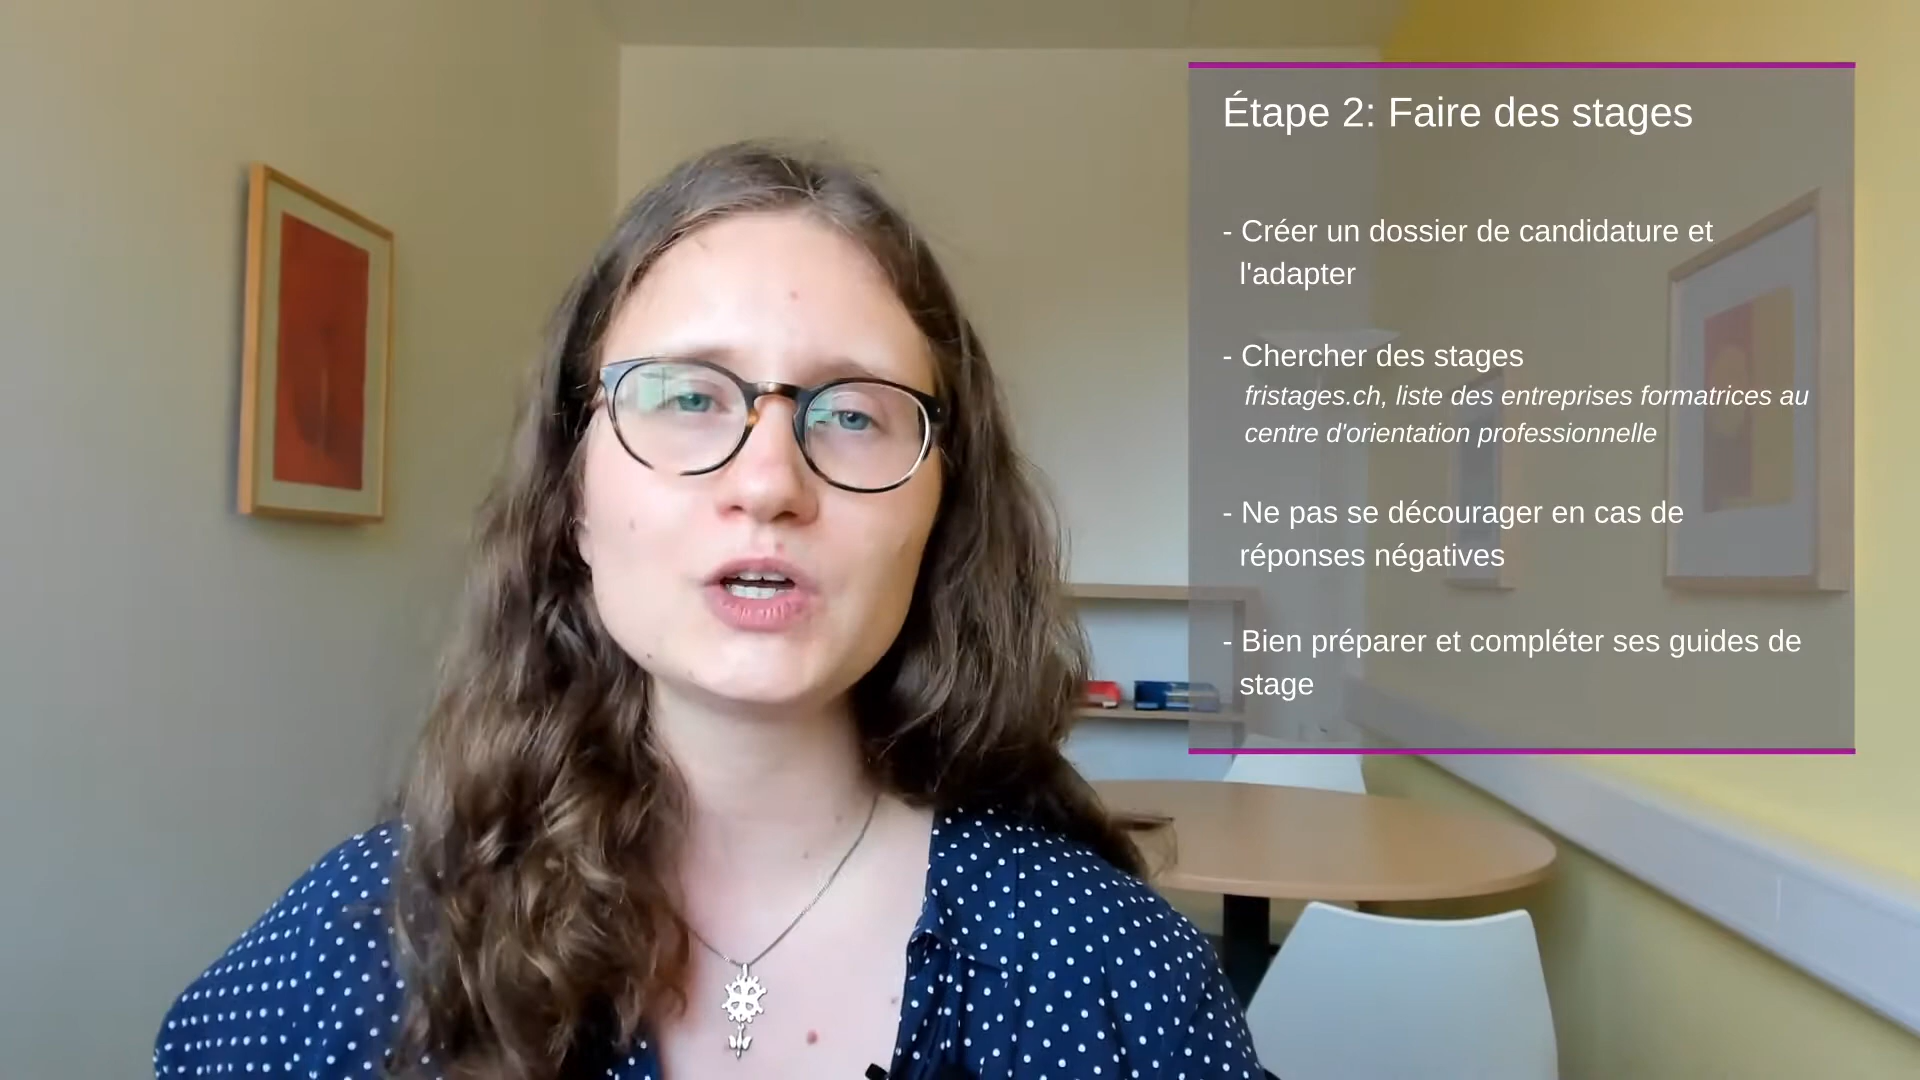 Étape 2: Faire des stages
- Créer un dossier de candidature et
l'adapter
- Chercher des stages
fristages.ch, liste des entreprises formatrices au
centre d'orientation professionnelle
- Ne pas se décourager en cas de
réponses négatives
- Bien préparer et compléter ses guides de
stage